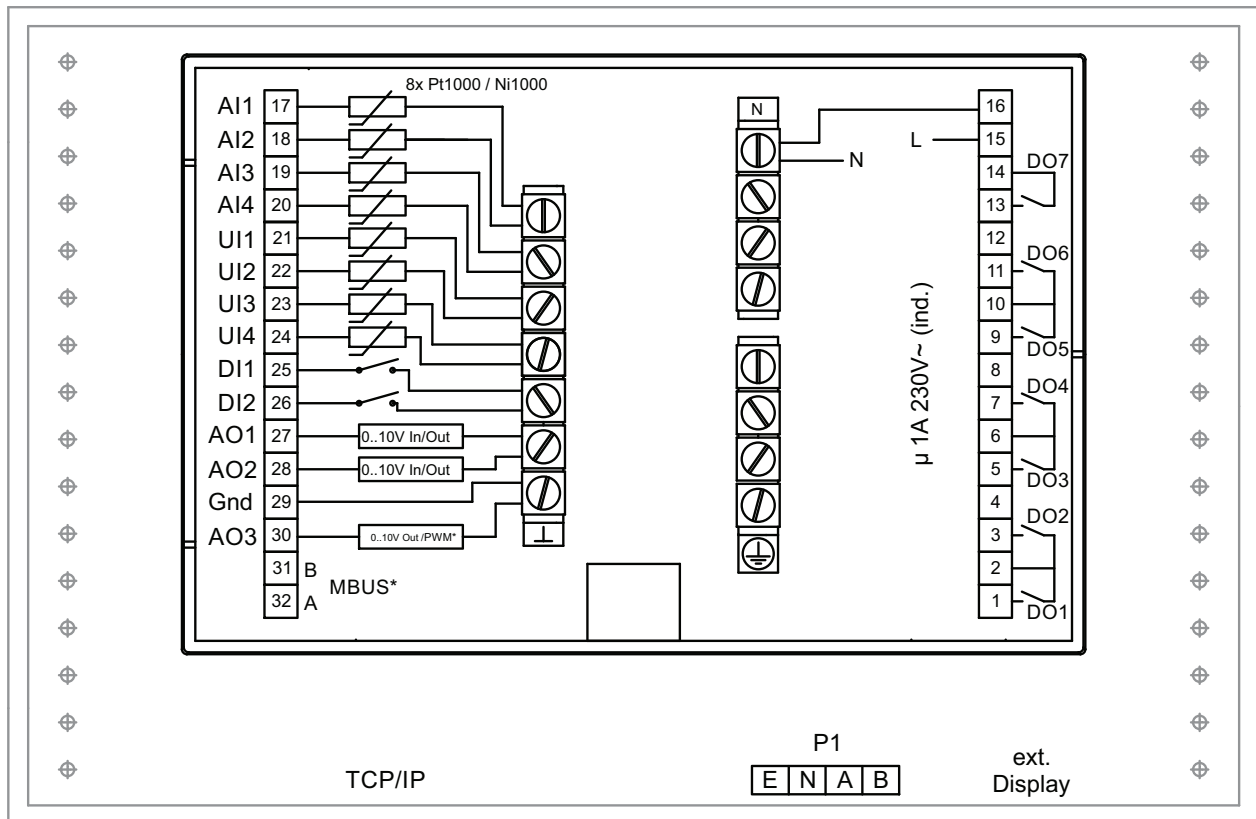 8x Pt1000 / Ni1000
AI1 17
AI2 18
AI3 19
AI4 20
UI1 21
UI2 22
UI3 23
UI4 24
DI1 25
DI2 26
AO1 27 0..10V In/Out
AO2 28 0..10V In/Out
Gnd 29
AO3 30 0..10V Out /PWM*
31 B
MBUS*
32 A
N
N
L
µ 1A 230V~ (ind.)
16
15
14 DO7
13
12
11 DO6
10
9
DO5
8
7 DO4
6
5
DO3
4
3 DO2
2
1
DO1
TCP/IP
P1
E N A B
ext.
Display